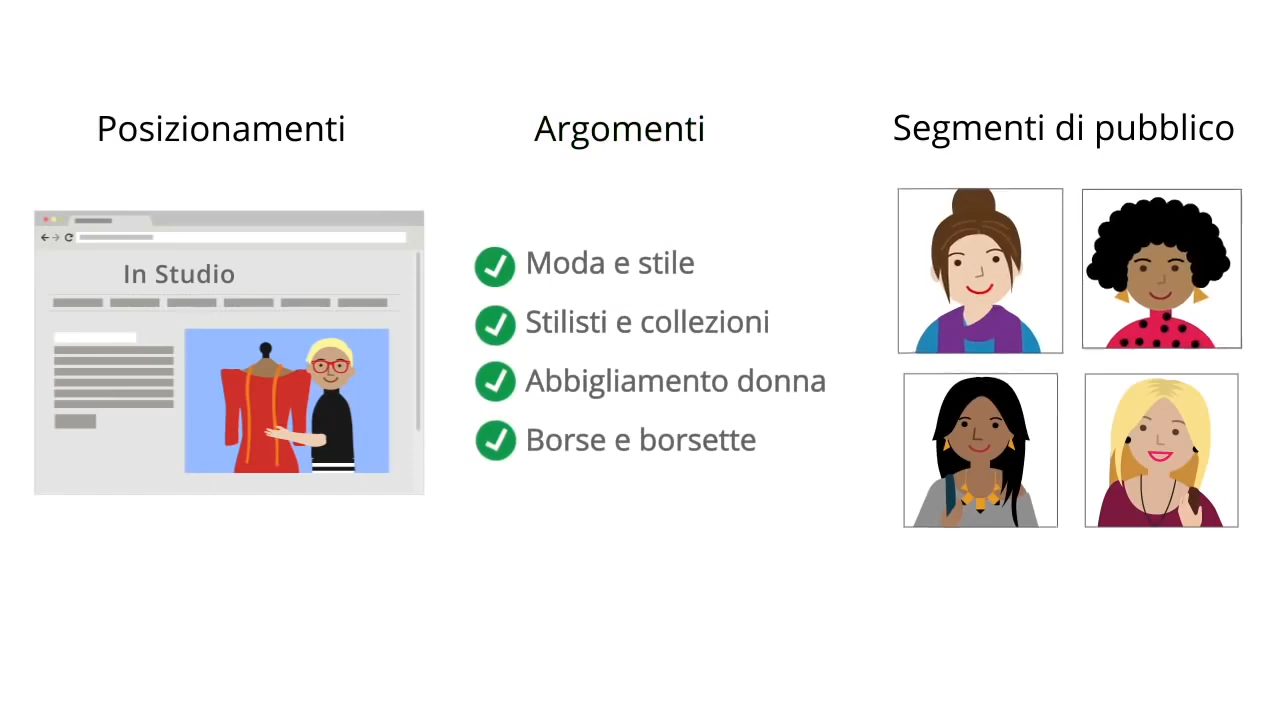 Posizionamenti
Argomenti
Segmenti di pubblico
In Studio
Moda e stile
Stilisti e collezioni
Abbigliamento donna
Borse e borsette